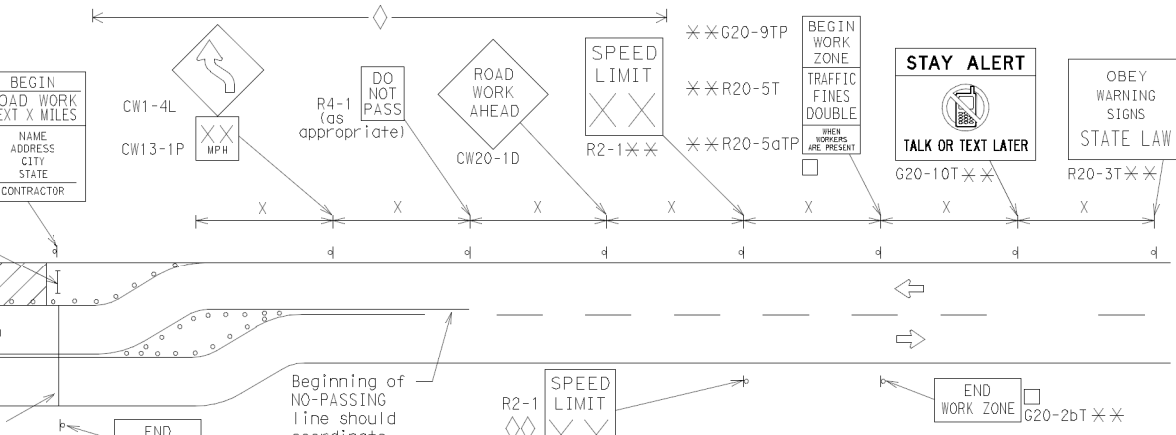 BEGIN
ROAD WORK
NEXT X MILES
NAME
ADDRESS
CITY
STATE
CONTRACTOR
CW1-4L
CW13-1P
XX
MPH
R4-1
(as
appropriate)
DO
NOT
PASS
ROAD
WORK
AHEAD
CW20-1D
SPEED
LIMIT
X X
R2-1**
**G20-9TP
**R20-5T
**R20-5aTP
BEGIN
WORK
ZONE
TRAFFIC
FINES
DOUBLE
WHEN
WORKERS
ARE PRESENT
STAY ALERT
TALK OR TEXT LATER
G20-10T**
OBEY
WARNING
SIGNS
STATE LAW
R20-3T**
X X X X X X X
Beginning of
NO-PASSING
line should
coordinate
R2-1
SPEED
LIMIT
X X
END
WORK ZONE
G20-2bT**
END